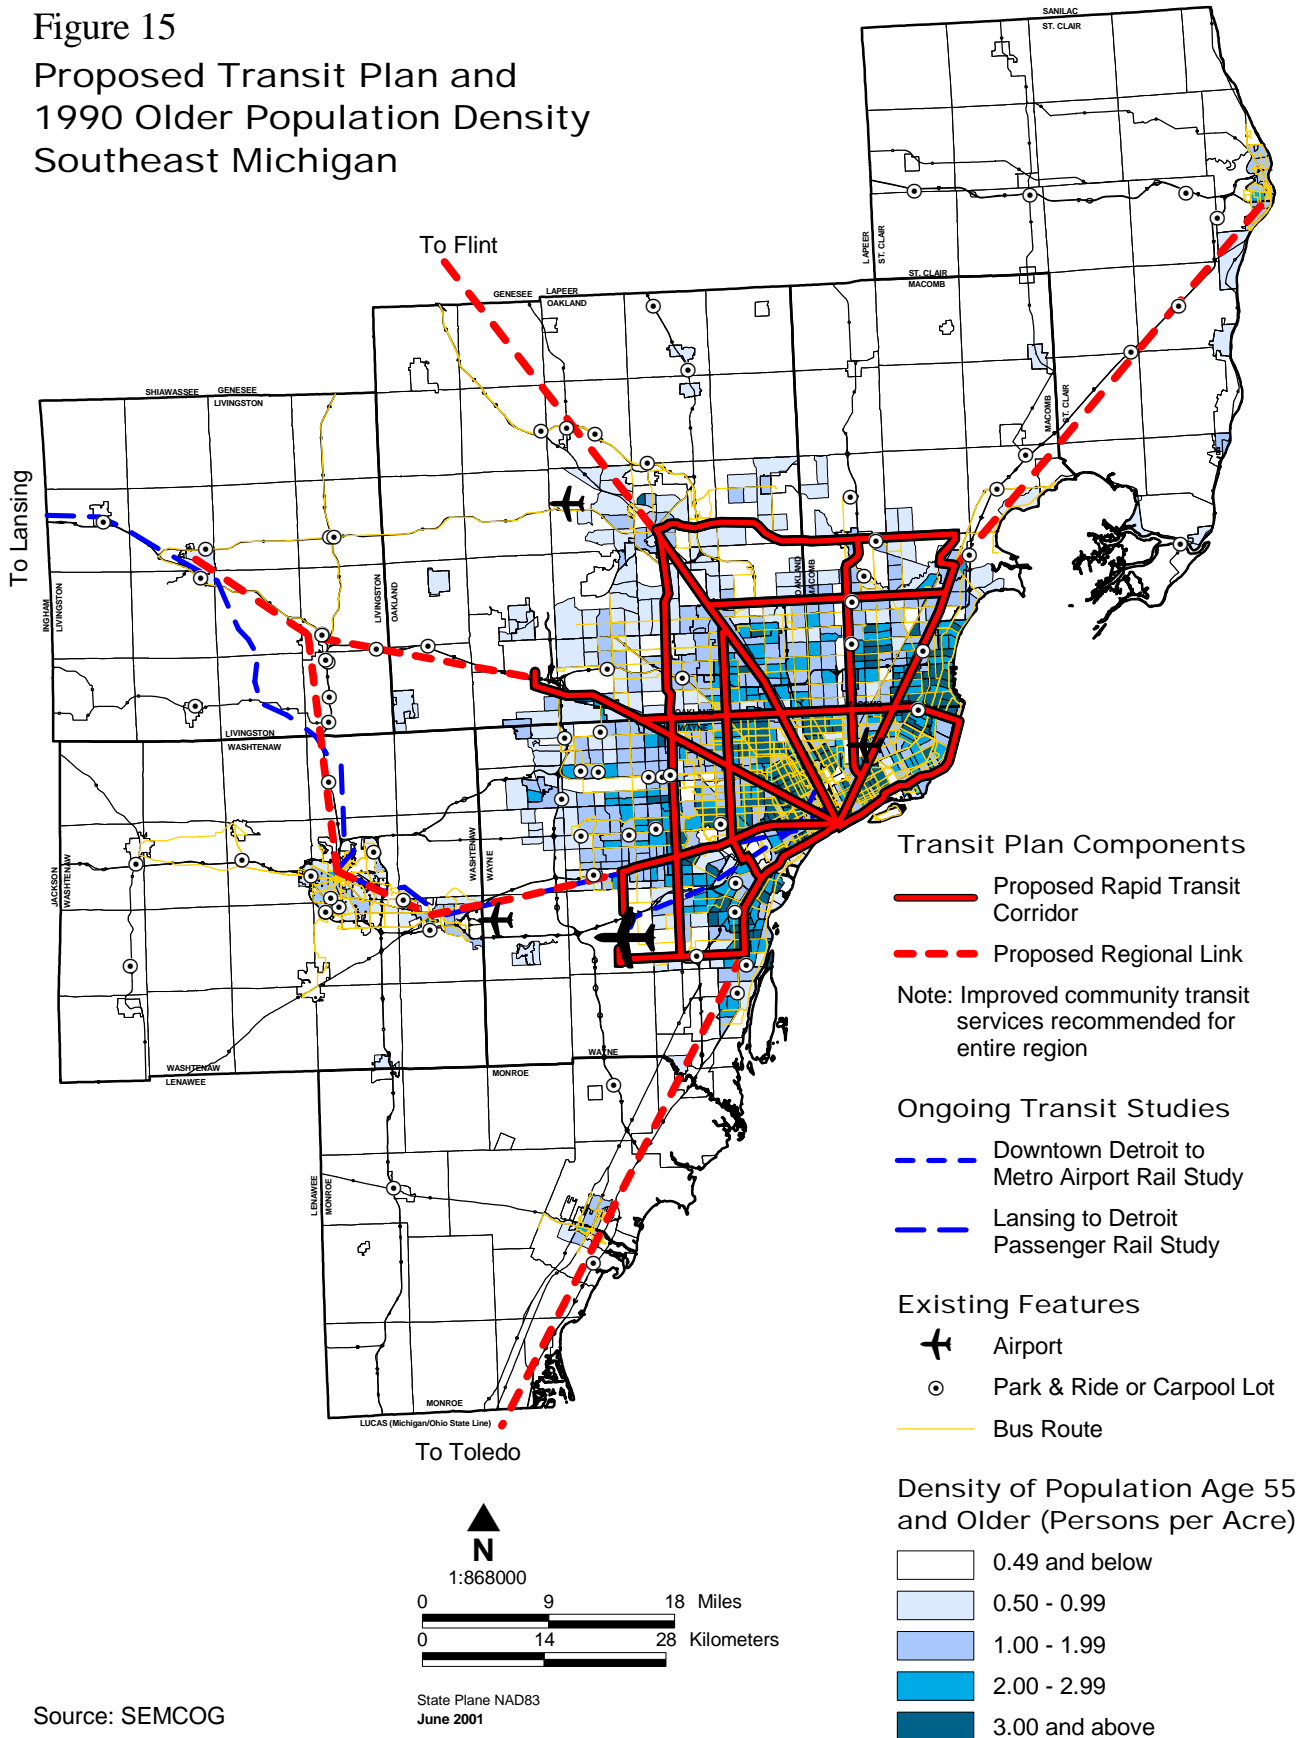 Figure 15
Proposed Transit Plan and
1990 Older Population Density
Southeast Michigan
SANILAC
ST. CLAIR
To Flint
LAPEER
ST. CLAIR
ST. CLAIR
MACOMB
GENESEE
LAPEER
OAKLAND
SHIAWASSEE
GENESEE
LIVINGSTON
MACOMB
ST. CLAIR
To Lansing
INGHAM
LIVINGSTON
LIVINGSTON
OAKLAND
OAKLAND
MACOMB
OAKLAND
WAYNE
LIVINGSTON
WASHTENAW
WASHTENAW
WAYNE
JACKSON
WASHTENAW
WASHTENAW
LENAWEE
WAYNE
MONROE
LENAWEE
MONROE
MONROE
LUCAS (Michigan/Ohio State Line)
To Toledo
Transit Plan Components
Proposed Rapid Transit
Corridor
Proposed Regional Link
Note: Improved community transit
services recommended for
entire region
Ongoing Transit Studies
Downtown Detroit to
Metro Airport Rail Study
Lansing to Detroit
Passenger Rail Study
Existing Features
Airport
Park & Ride or Carpool Lot
Bus Route
Density of Population Age 55
and Older (Persons per Acre)
0.49 and below
0.50 - 0.99
1.00 - 1.99
2.00 - 2.99
3.00 and above
N
1:868000
0 9 18 Miles
0 14 28 Kilometers
State Plane NAD83
June 2001
Source: SEMCOG